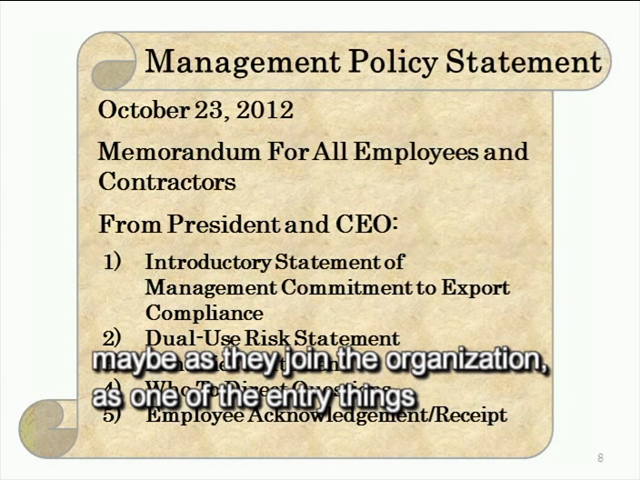 Management Policy Statement
October 23, 2012
Memorandum For All Employees and
Contractors
From President and CEO:
1) Introductory Statement of
Management Commitment to Export
Compliance
2) Dual-Use Risk Statement
maybe as they join the organization,
4) Who To Direct Questions
as one of the entry things
5) Employee Acknowledgement/Receipt
8